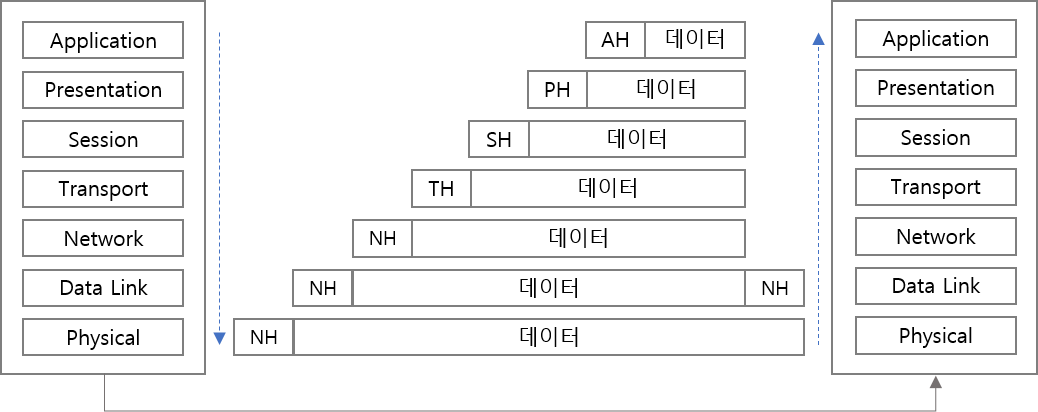 Application AH 데이터 Application
Presentation PH 데이터 Presentation
Session SH 데이터 Session
Transport TH 데이터 Transport
Network NH 데이터 Network
Data Link NH 데이터 NH Data Link
Physical NH 데이터 Physical